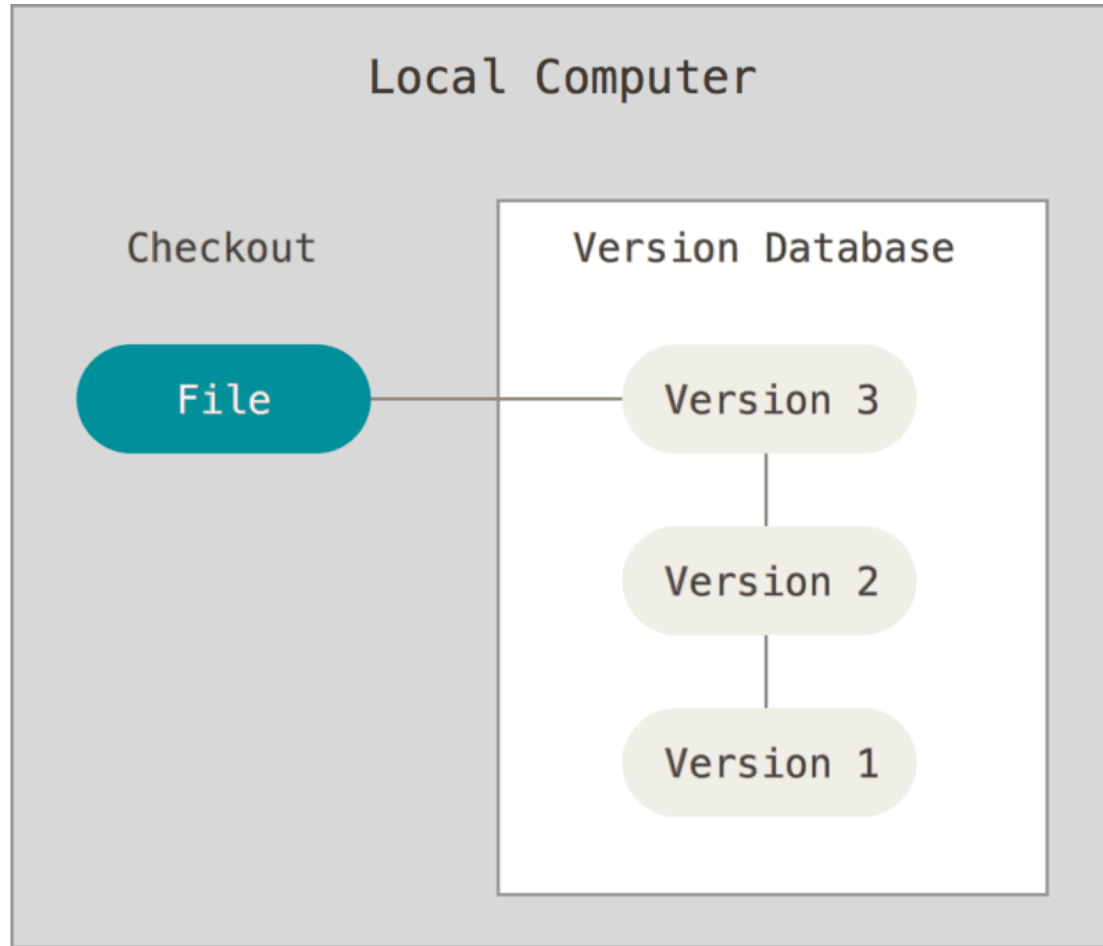 Local Computer
Checkout
Version Database
File
Version 3
Version 2
Version 1